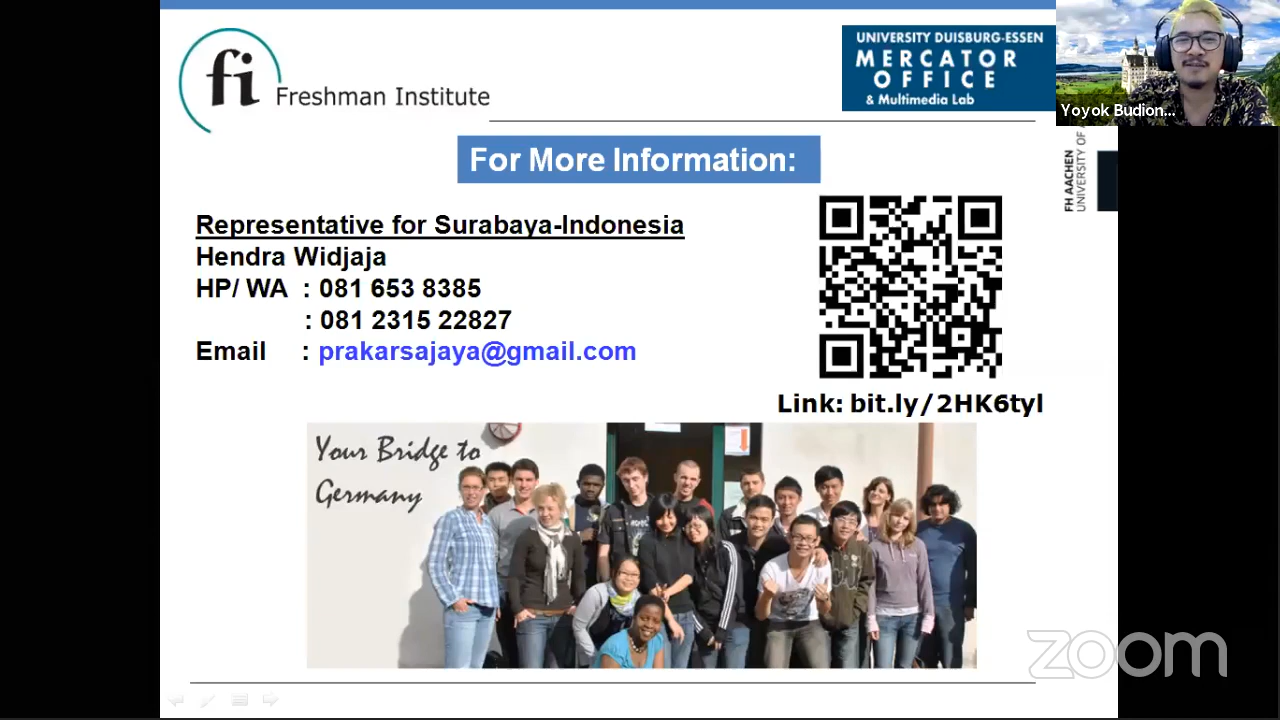 fi Freshman Institute
UNIVERSITY DUISBURG-ESSEN
MERCATOR
OFFICE
& Multimedia Lab
Yoyok Budion...
FH AACHEN
UNIVERSITY OF
For More Information:
Representative for Surabaya-Indonesia
Hendra Widjaja
HP/ WA : 081 653 8385
: 081 2315 22827
Email : prakarsajaya@gmail.com
Link: bit.ly/2HK6tyl
Your Bridge to
Germany
zoom